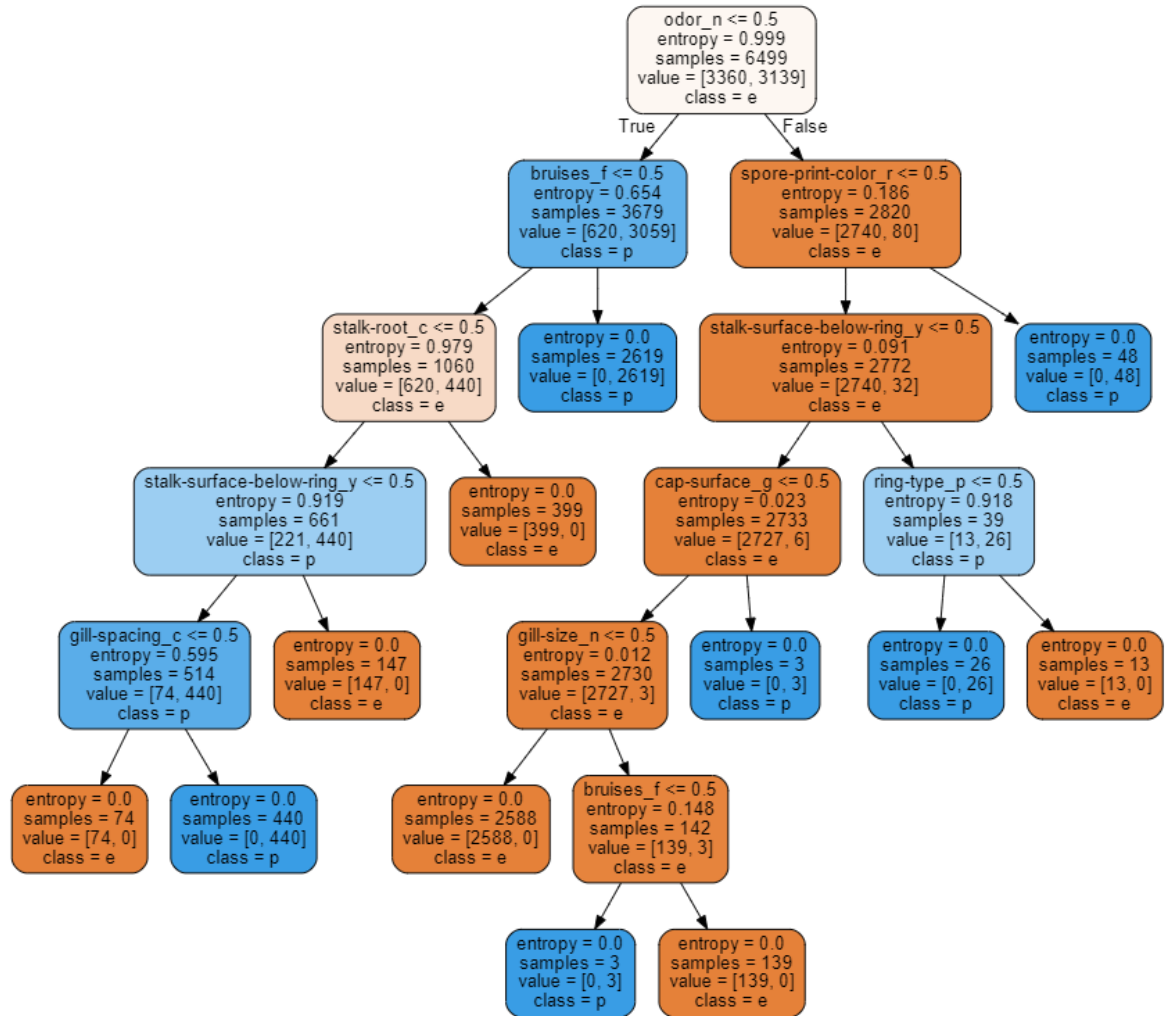 odor_n <= 0.5
entropy = 0.999
samples = 6499
value = [3360, 3139]
class = e
True
False
bruises_f <= 0.5
entropy = 0.654
samples = 3679
value = [620, 3059]
class = p
spore-print-color_r <= 0.5
entropy = 0.186
samples = 2820
value = [2740, 80]
class = e
stalk-root_c <= 0.5
entropy = 0.979
samples = 1060
value = [620, 440]
class = e
entropy = 0.0
samples = 2619
value = [0, 2619]
class = p
stalk-surface-below-ring_y <= 0.5
entropy = 0.091
samples = 2772
value = [2740, 32]
class = e
entropy = 0.0
samples = 48
value = [0, 48]
class = p
stalk-surface-below-ring_y <= 0.5
entropy = 0.919
samples = 661
value = [221, 440]
class = p
entropy = 0.0
samples = 399
value = [399, 0]
class = e
cap-surface_g <= 0.5
entropy = 0.023
samples = 2733
value = [2727, 6]
class = e
ring-type_p <= 0.5
entropy = 0.918
samples = 39
value = [13, 26]
class = p
gill-spacing_c <= 0.5
entropy = 0.595
samples = 514
value = [74, 440]
class = p
entropy = 0.0
samples = 147
value = [147, 0]
class = e
gill-size_n <= 0.5
entropy = 0.012
samples = 2730
value = [2727, 3]
class = e
entropy = 0.0
samples = 3
value = [0, 3]
class = p
entropy = 0.0
samples = 26
value = [0, 26]
class = p
entropy = 0.0
samples = 13
value = [13, 0]
class = e
entropy = 0.0
samples = 74
value = [74, 0]
class = e
entropy = 0.0
samples = 440
value = [0, 440]
class = p
entropy = 0.0
samples = 2588
value = [2588, 0]
class = e
bruises_f <= 0.5
entropy = 0.148
samples = 142
value = [139, 3]
class = e
entropy = 0.0
samples = 3
value = [0, 3]
class = p
entropy = 0.0
samples = 139
value = [139, 0]
class = e